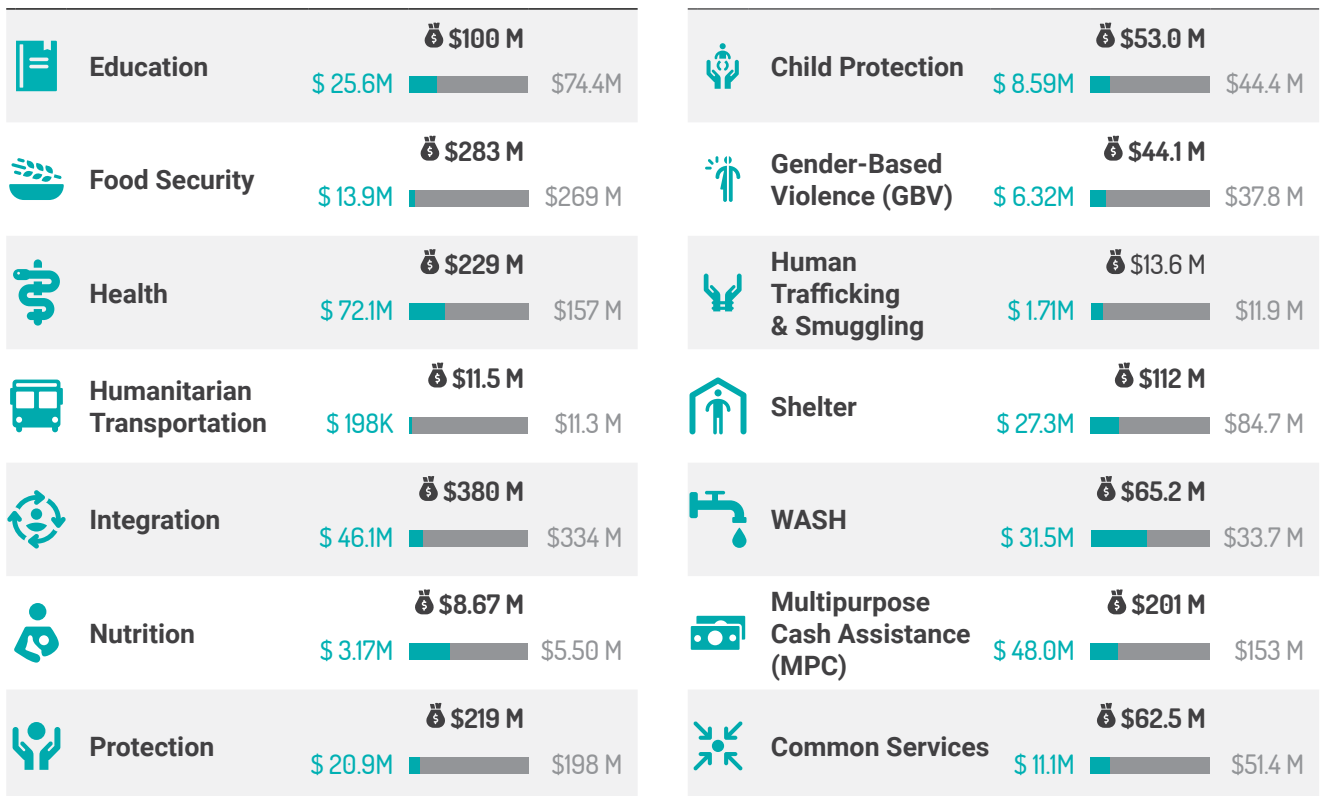 $100 M
Education
$ 25.6M $74.4M
$283 M
Food Security
$ 13.9M $269 M
$229 M
Health
$ 72.1M $157 M
$11.5 M
Humanitarian
Transportation
$ 198K $11.3 M
$380 M
Integration
$ 46.1M $334 M
$8.67 M
Nutrition
$ 3.17M $5.50 M
$219 M
Protection
$ 20.9M $198 M
$53.0 M
Child Protection
$ 8.59M $44.4 M
$44.1 M
Gender-Based
Violence (GBV)
$ 6.32M $37.8 M
$13.6 M
Human
Trafficking
& Smuggling
$ 1.71M $11.9 M
$112 M
Shelter
$ 27.3M $84.7 M
$65.2 M
WASH
$ 31.5M $33.7 M
$201 M
Multipurpose
Cash Assistance
(MPC)
$ 48.0M $153 M
$62.5 M
Common Services
$ 11.1M $51.4 M